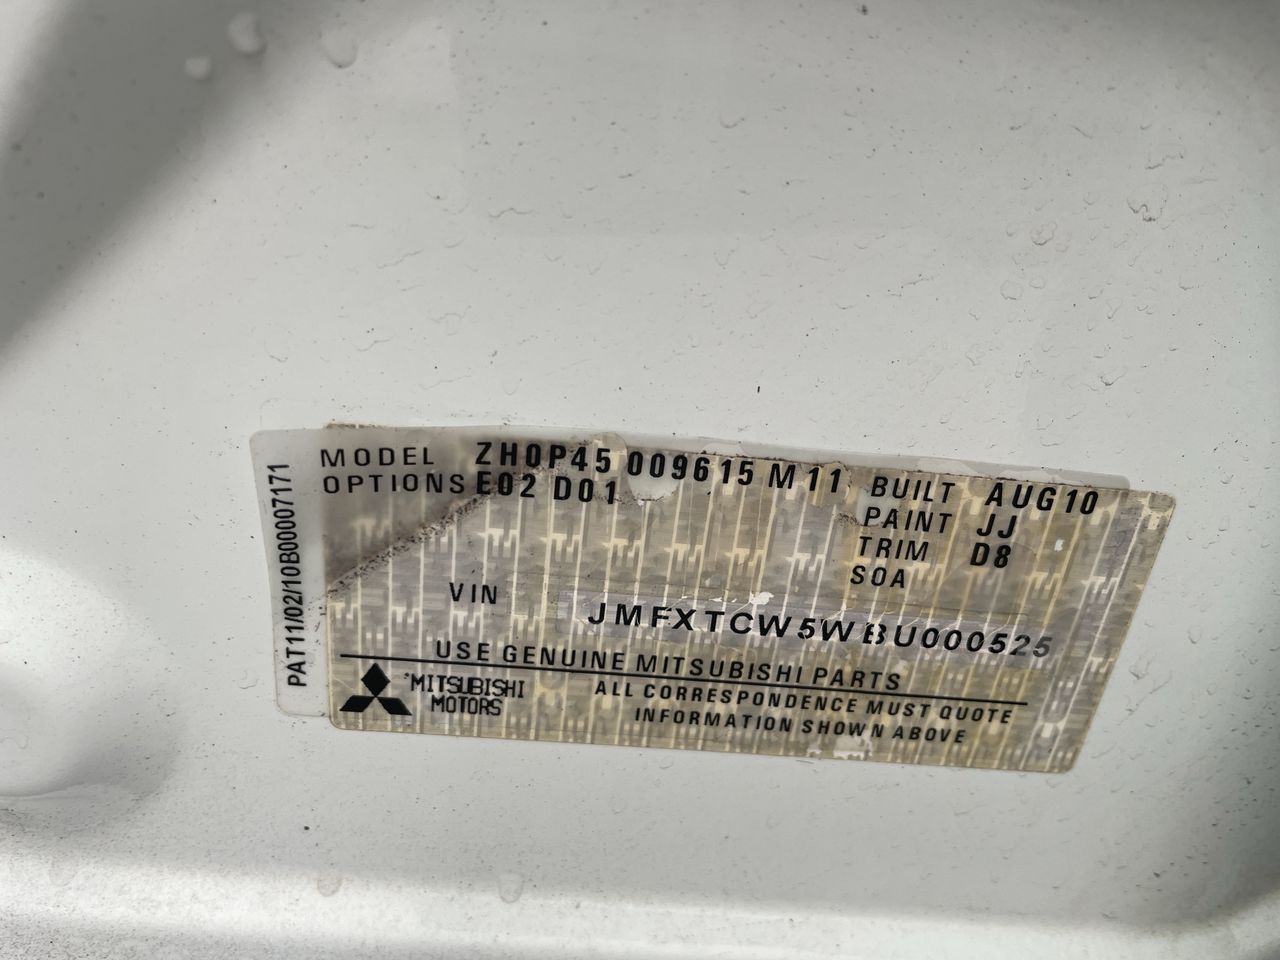 PAT11/02/10B00007171
MODEL ZH0P45 009615 M11
OPTIONS E02 D01
BUILT AUG10
PAINT JJ
TRIM D8
SOA
VIN JMFXTCW5WBU000525
USE GENUINE MITSUBISHI PARTS
MITSUBISHI
MOTORS
ALL CORRESPONDENCE MUST QUOTE
INFORMATION SHOWN ABOVE